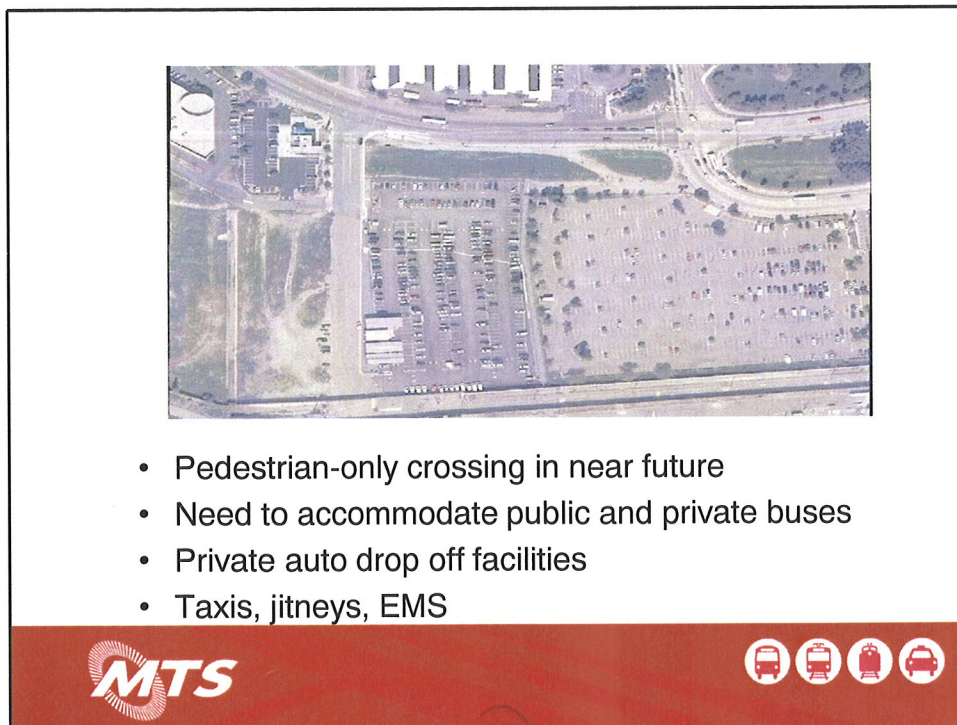 • Pedestrian-only crossing in near future
• Need to accommodate public and private buses
• Private auto drop off facilities
• Taxis, jitneys, EMS
MTS